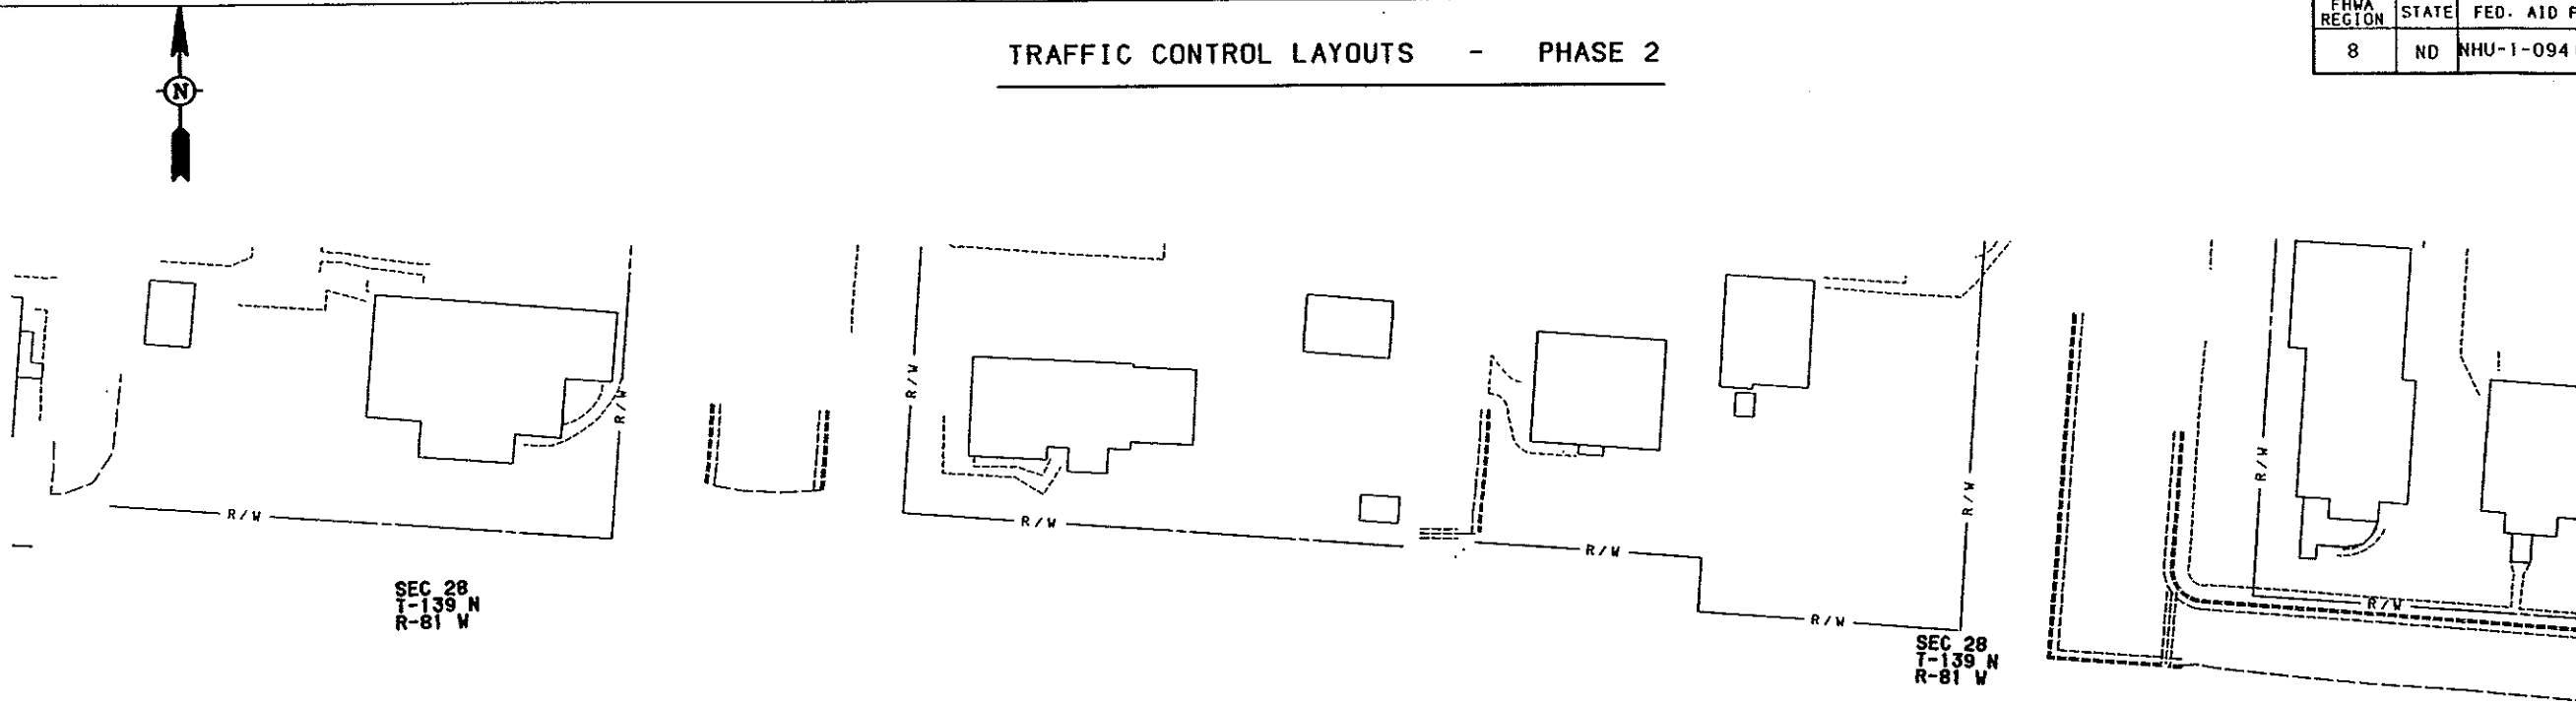 FHWA REGION STATE FED. AID
8 ND NHU-1-094
TRAFFIC CONTROL LAYOUTS - PHASE 2
N
R/W
R/W
R/W
R/W
R/W
R/W
R/W
R/W
R/W
R/W
SEC 28
T-139 N
R-81 W
SEC 28
T-139 N
R-81 W